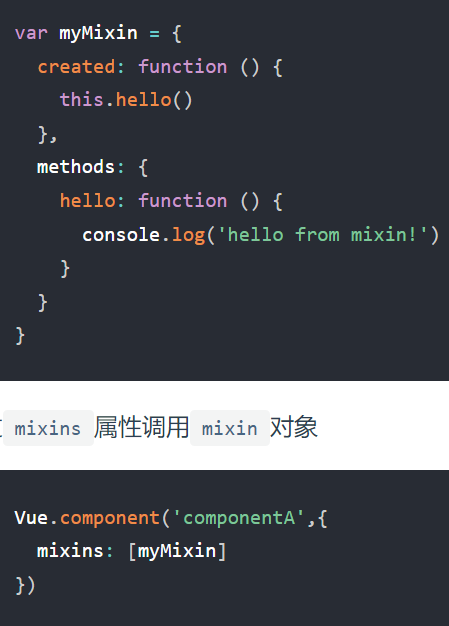 var myMixin = {
  created: function () {
    this.hello()
  },
  methods: {
    hello: function () {
      console.log('hello from mixin!')
    }
  }
}
mixins 属性调用 mixin 对象
Vue.component('componentA',{
  mixins: [myMixin]
})